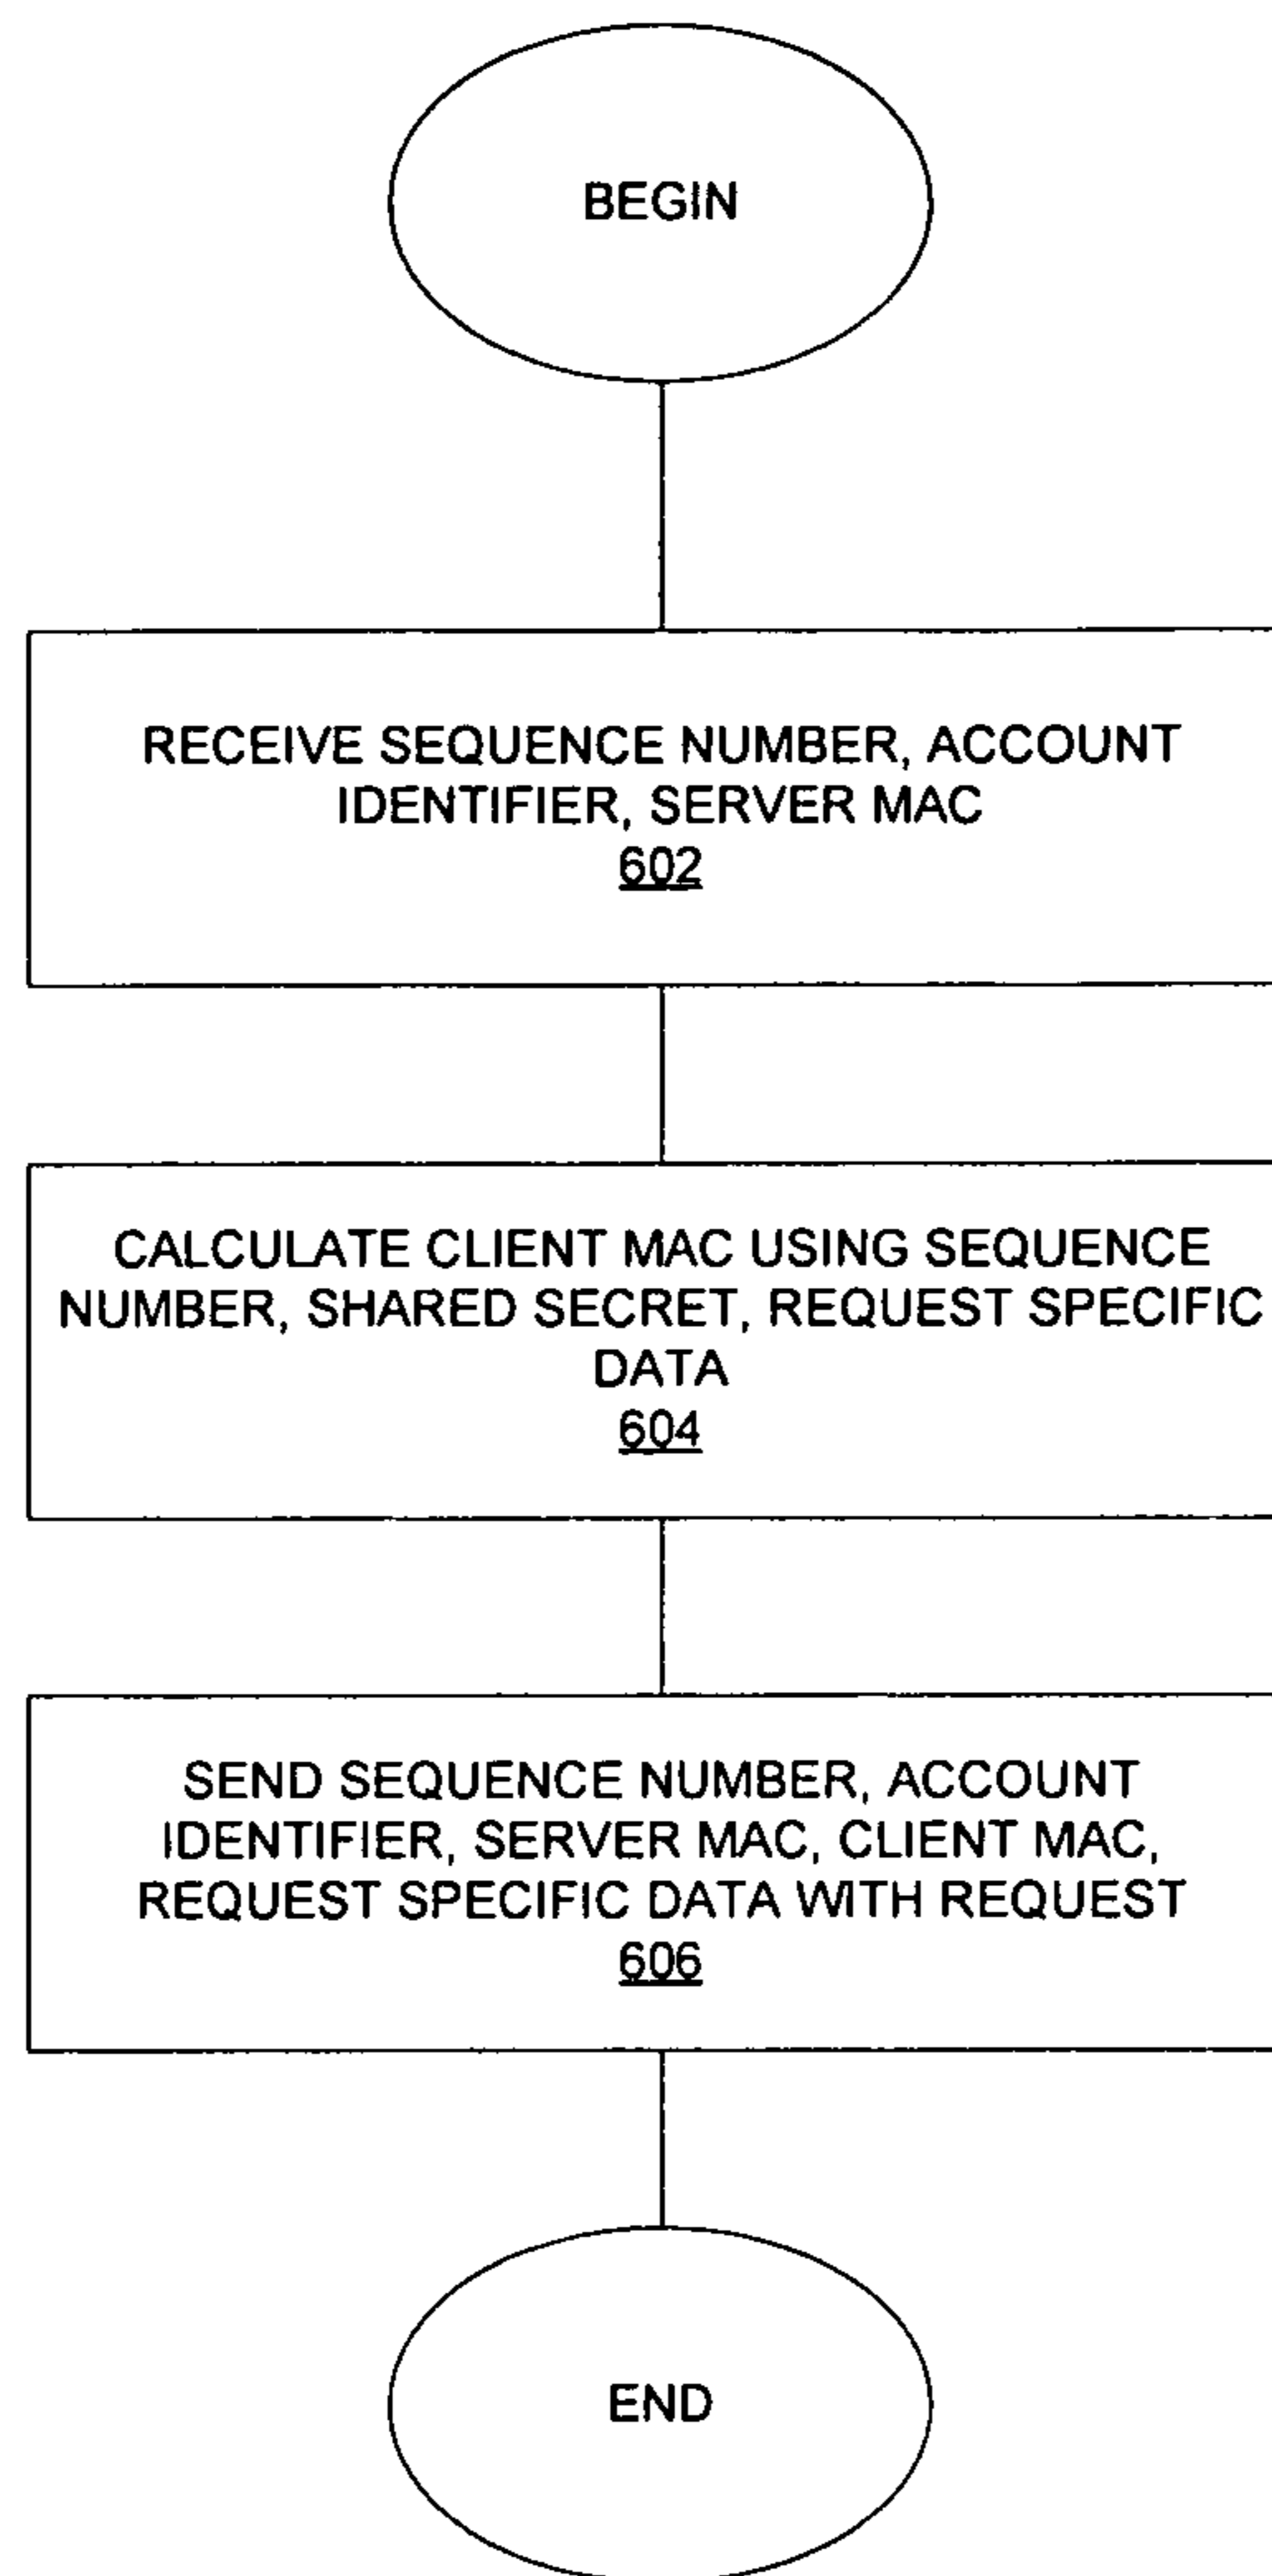 BEGIN
RECEIVE SEQUENCE NUMBER, ACCOUNT
IDENTIFIER, SERVER MAC
602
CALCULATE CLIENT MAC USING SEQUENCE
NUMBER, SHARED SECRET, REQUEST SPECIFIC
DATA
604
SEND SEQUENCE NUMBER, ACCOUNT
IDENTIFIER, SERVER MAC, CLIENT MAC,
REQUEST SPECIFIC DATA WITH REQUEST
606
END